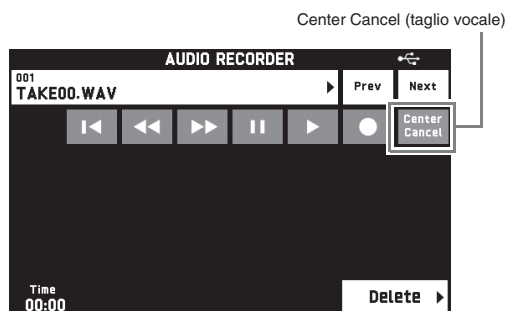 Center Cancel (taglio vocale)
AUDIO RECORDER
001
TAKE00.WAV
Prev
Next
Center
Cancel
Time
00:00
Delete